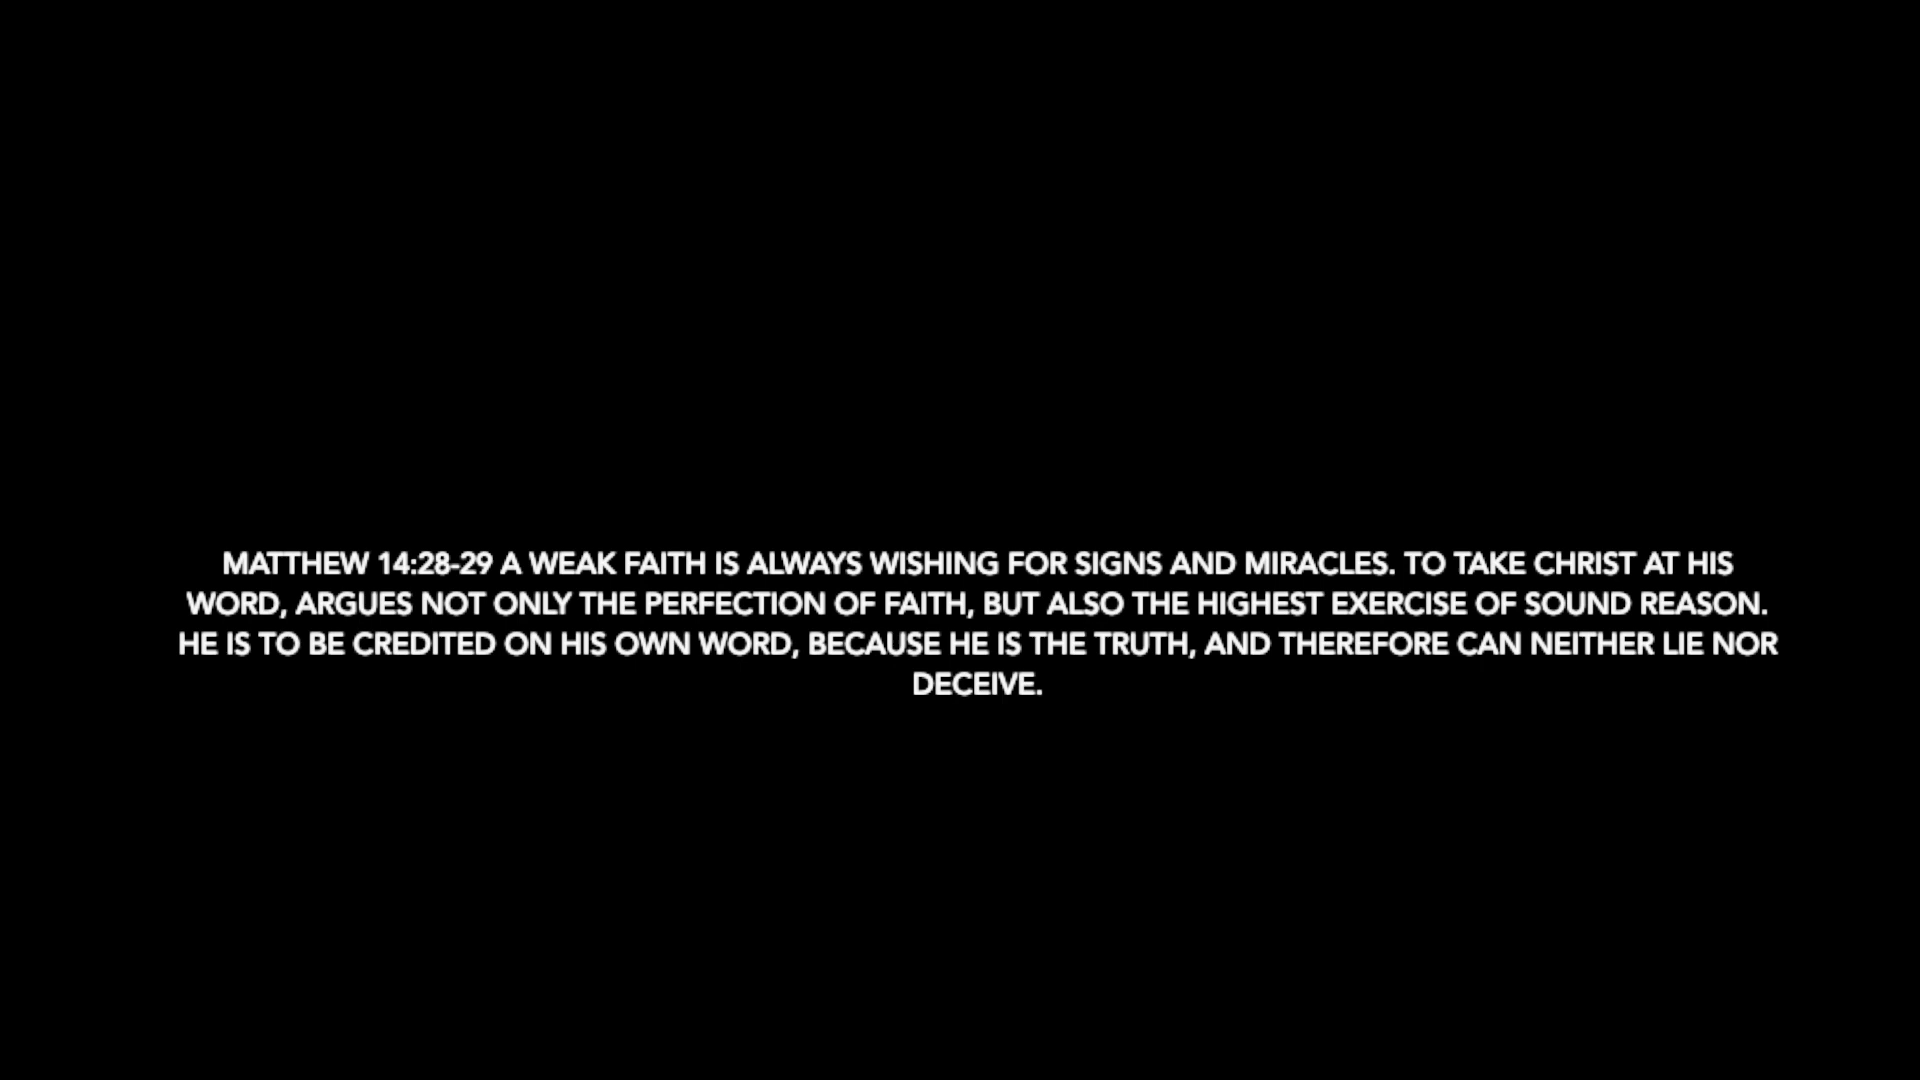 MATTHEW 14:28-29 A WEAK FAITH IS ALWAYS WISHING FOR SIGNS AND MIRACLES. TO TAKE CHRIST AT HIS
WORD, ARGUES NOT ONLY THE PERFECTION OF FAITH, BUT ALSO THE HIGHEST EXERCISE OF SOUND REASON.
HE IS TO BE CREDITED ON HIS OWN WORD, BECAUSE HE IS THE TRUTH, AND THEREFORE CAN NEITHER LIE NOR
DECEIVE.